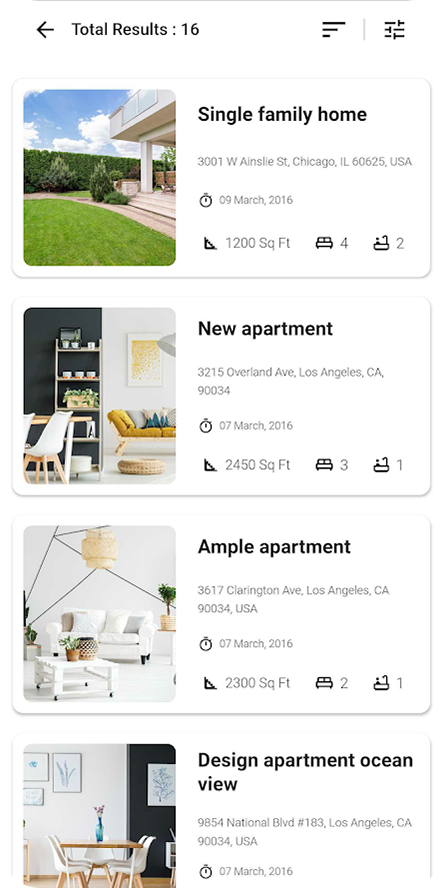 Total Results : 16
Single family home
3001 W Ainslie St, Chicago, IL 60625, USA
09 March, 2016
1200 Sq Ft 4 2
New apartment
3215 Overland Ave, Los Angeles, CA,
90034
07 March, 2016
2450 Sq Ft 3 1
Ample apartment
3617 Clarington Ave, Los Angeles, CA
90034, USA
07 March, 2016
2300 Sq Ft 2 1
Design apartment ocean
view
9854 National Blvd #183, Los Angeles, CA
90034, USA
07 March, 2016